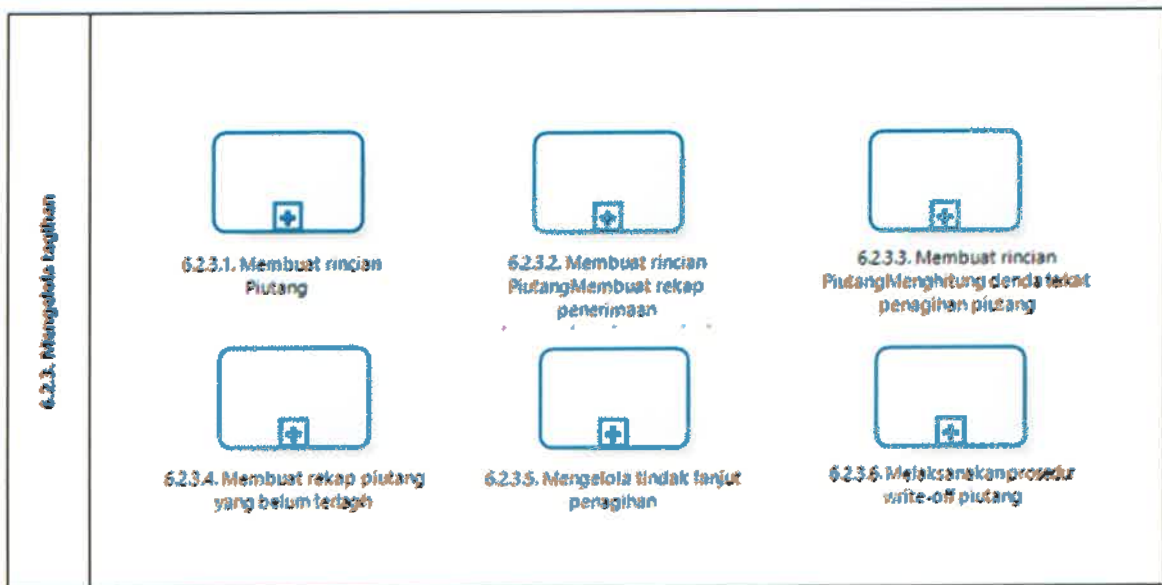 6.2.3. Mengelola tagihan
6.2.3.1. Membuat rincian
Piutang
6.2.3.2. Membuat rincian
PiutangMembuat rekap
penerimaan
6.2.3.3. Membuat rincian
PiutangMenghitung denda terkait
penagihan piutang
6.2.3.4. Membuat rekap piutang
yang belum tertagih
6.2.3.5. Mengelola tindak lanjut
penagihan
6.2.3.6. Melaksanakan prosedur
write-off piutang